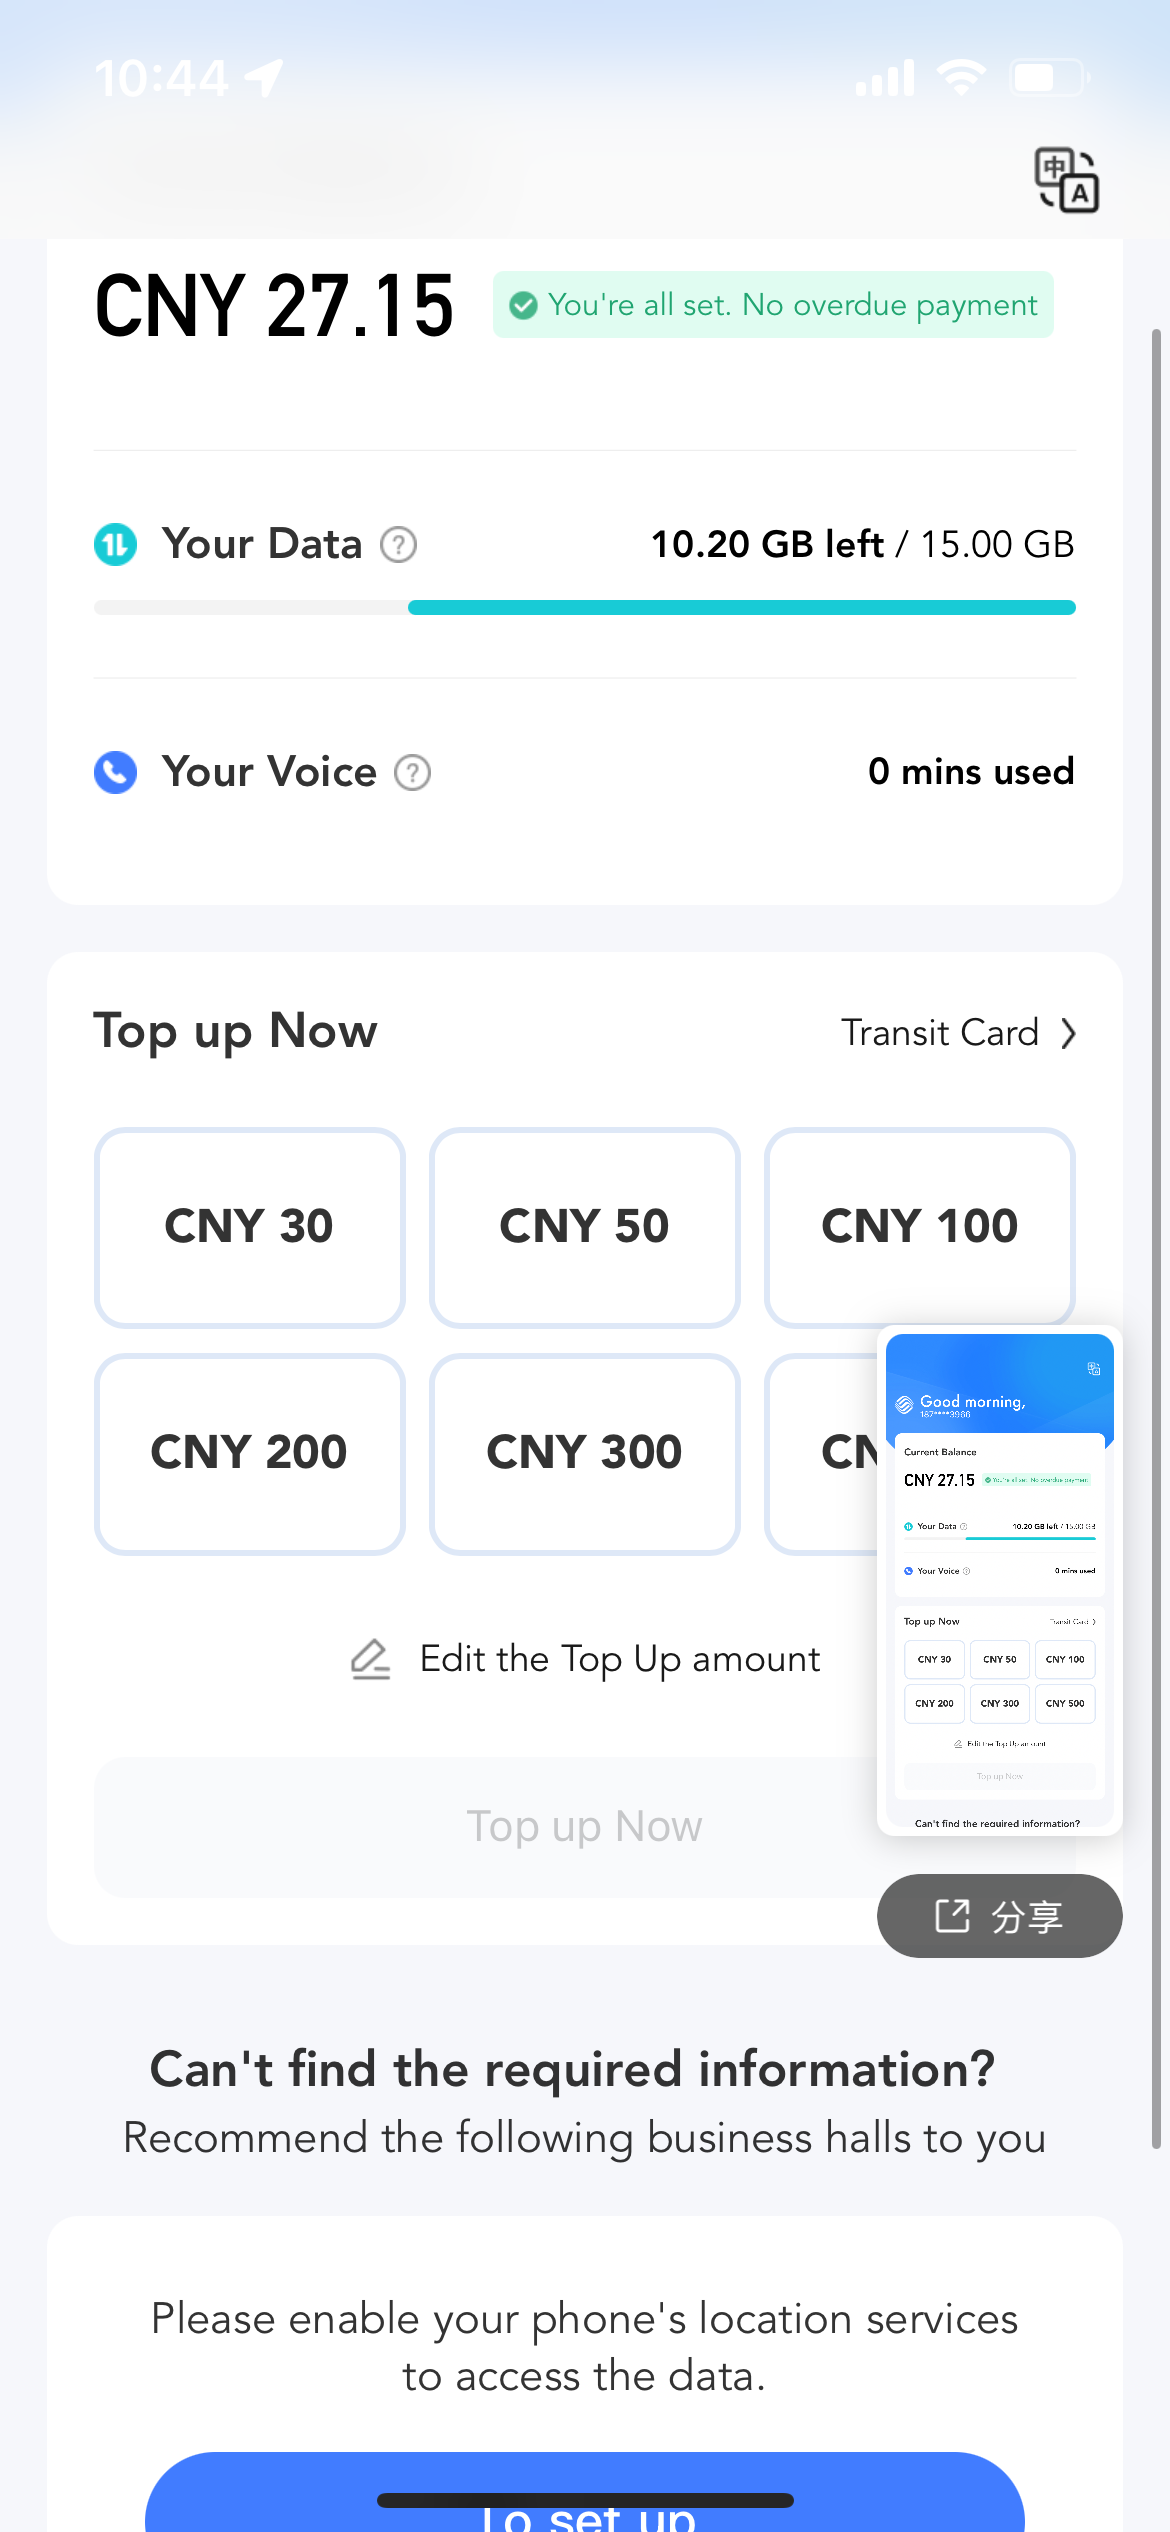 10:44
中
A
CNY 27.15
You're all set. No overdue payment
Your Data ?
10.20 GB left / 15.00 GB
Your Voice ?
0 mins used
Top up Now
Transit Card
CNY 30
CNY 50
CNY 100
CNY 200
CNY 300
CN
Good morning,
187****3966
Current Balance
CNY 27.15
You're all set. No overdue payment
Your Data ?
10.20 GB left / 15.00 GB
Your Voice ?
0 mins used
Top up Now
Transit Card
CNY 30
CNY 50
CNY 100
CNY 200
CNY 300
CNY 500
Edit the Top Up amount
Top up Now
Can't find the required information?
Edit the Top Up amount
Top up Now
分享
Can't find the required information?
Recommend the following business halls to you
Please enable your phone's location services
to access the data.
To set up